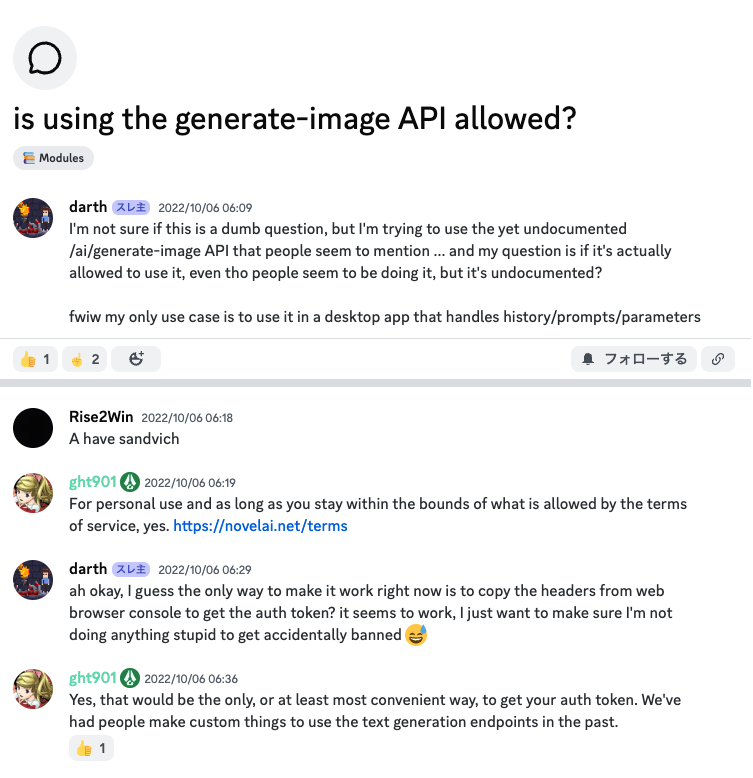 is using the generate-image API allowed?
Modules
darth スレ主 2022/10/06 06:09
I'm not sure if this is a dumb question, but I'm trying to use the yet undocumented
/ai/generate-image API that people seem to mention ... and my question is if it's actually
allowed to use it, even tho people seem to be doing it, but it's undocumented?
fwiw my only use case is to use it in a desktop app that handles history/prompts/parameters
1 2 フォローする
Rise2Win 2022/10/06 06:18
A have sandvich
ght901 2022/10/06 06:19
For personal use and as long as you stay within the bounds of what is allowed by the terms
of service, yes. https://novelai.net/terms
darth スレ主 2022/10/06 06:29
ah okay, I guess the only way to make it work right now is to copy the headers from web
browser console to get the auth token? it seems to work, I just want to make sure I'm not
doing anything stupid to get accidentally banned
ght901 2022/10/06 06:36
Yes, that would be the only, or at least most convenient way, to get your auth token. We've
had people make custom things to use the text generation endpoints in the past.
1